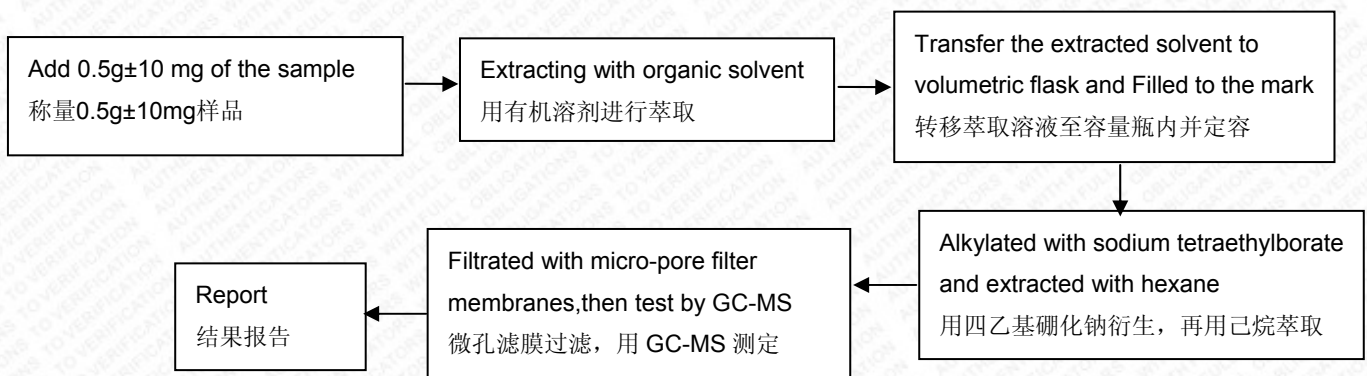 Add 0.5g±10 mg of the sample
称量0.5g±10mg样品
Extracting with organic solvent
用有机溶剂进行萃取
Transfer the extracted solvent to
volumetric flask and Filled to the mark
转移萃取溶液至容量瓶内并定容
Alkylated with sodium tetraethylborate
and extracted with hexane
用四乙基硼化钠衍生，再用己烷萃取
Filtrated with micro-pore filter
membranes,then test by GC-MS
微孔滤膜过滤，用 GC-MS 测定
Report
结果报告